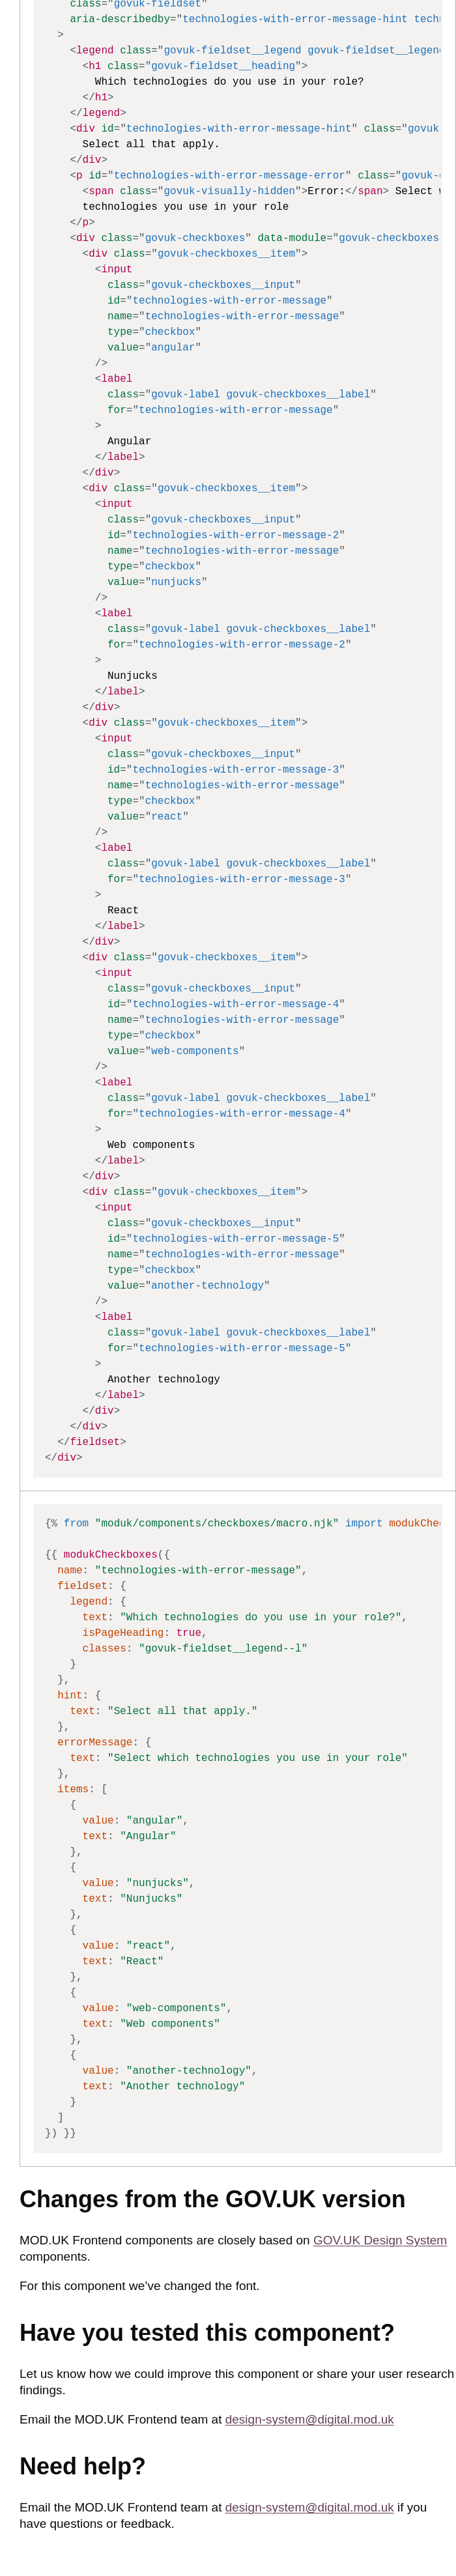 class="govuk-fieldset"
aria-describedby="technologies-with-error-message-hint
>
<legend class="govuk-fieldset__legend
<h1 class="govuk-fieldset__heading">
Which technologies do you use in your role?
</h1>
</legend>
<div id="technologies-with-error-message-hint" class="govuk
Select all that apply.
</div>
<p id="technologies-with-error-message-error"
<span class="govuk-visually-hidden">Error:</span> Select
technologies you use in your role
</p>
<div class="govuk-checkboxes" data-module="govuk-checkboxes
<div class="govuk-checkboxes__item">
<input
class="govuk-checkboxes__input"
id="technologies-with-error-message"
name="technologies-with-error-message"
type="checkbox"
value="angular"
/>
<label
class="govuk-label govuk-checkboxes__label"
for="technologies-with-error-message"
>
Angular
</label>
</div>
<div class="govuk-checkboxes__item">
<input
class="govuk-checkboxes__input"
id="technologies-with-error-message-2"
name="technologies-with-error-message"
type="checkbox"
value="nunjucks"
/>
<label
class="govuk-label govuk-checkboxes__label"
for="technologies-with-error-message-2"
>
Nunjucks
</label>
</div>
<div class="govuk-checkboxes__item">
<input
class="govuk-checkboxes__input"
id="technologies-with-error-message-3"
name="technologies-with-error-message"
type="checkbox"
value="react"
/>
<label
class="govuk-label govuk-checkboxes__label"
for="technologies-with-error-message-3"
>
React
</label>
</div>
<div class="govuk-checkboxes__item">
<input
class="govuk-checkboxes__input"
id="technologies-with-error-message-4"
name="technologies-with-error-message"
type="checkbox"
value="web-components"
/>
<label
class="govuk-label govuk-checkboxes__label"
for="technologies-with-error-message-4"
>
Web components
</label>
</div>
<div class="govuk-checkboxes__item">
<input
class="govuk-checkboxes__input"
id="technologies-with-error-message-5"
name="technologies-with-error-message"
type="checkbox"
value="another-technology"
/>
<label
class="govuk-label govuk-checkboxes__label"
for="technologies-with-error-message-5"
>
Another technology
</label>
</div>
</div>
</fieldset>
</div>
{% from "moduk/components/checkboxes/macro.njk" import
{{ modukCheckboxes({
name: "technologies-with-error-message",
fieldset: {
legend: {
text: "Which technologies do you use in your role?",
isPageHeading: true,
classes: "govuk-fieldset__legend--l"
}
},
hint: {
text: "Select all that apply."
},
errorMessage: {
text: "Select which technologies you use in your role"
},
items: [
{
value: "angular",
text: "Angular"
},
{
value: "nunjucks",
text: "Nunjucks"
},
{
value: "react",
text: "React"
},
{
value: "web-components",
text: "Web components"
},
{
value: "another-technology",
text: "Another technology"
}
]
}) }}
Changes from the GOV.UK version
MOD.UK Frontend components are closely based on GOV.UK Design System
components.
For this component we’ve changed the font.
Have you tested this component?
Let us know how we could improve this component or share your user research
findings.
Email the MOD.UK Frontend team at design-system@digital.mod.uk
Need help?
Email the MOD.UK Frontend team at design-system@digital.mod.uk if you
have questions or feedback.